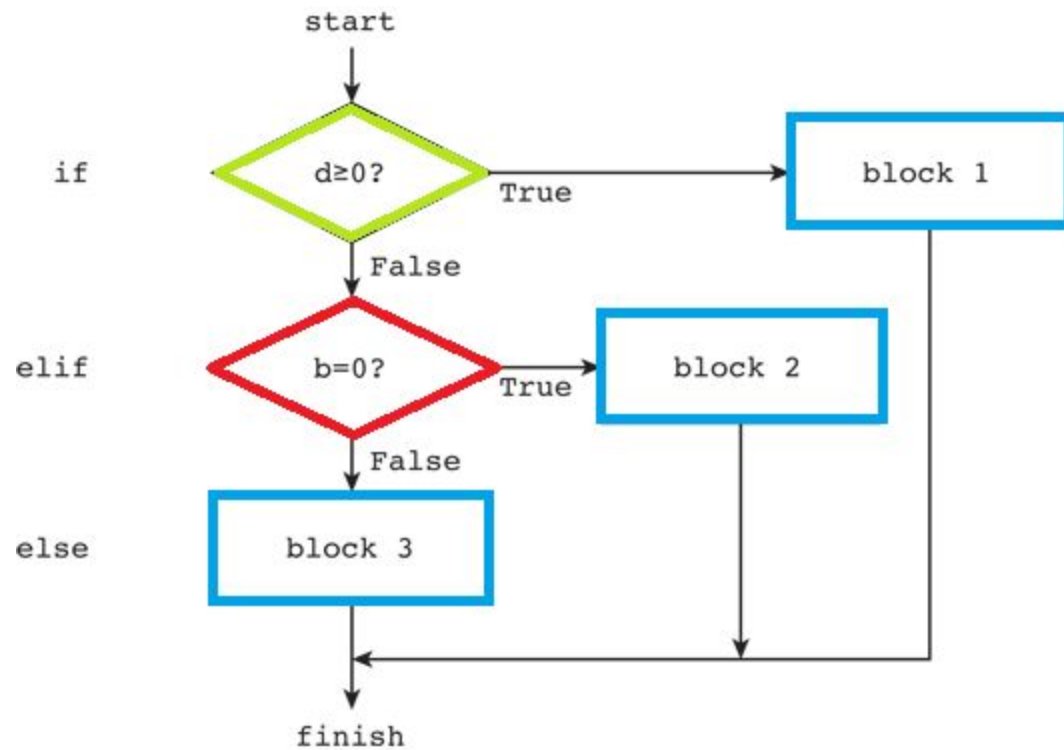 start
if
d≥0?
True
block 1
False
elif
b=0?
True
block 2
False
else
block 3
finish